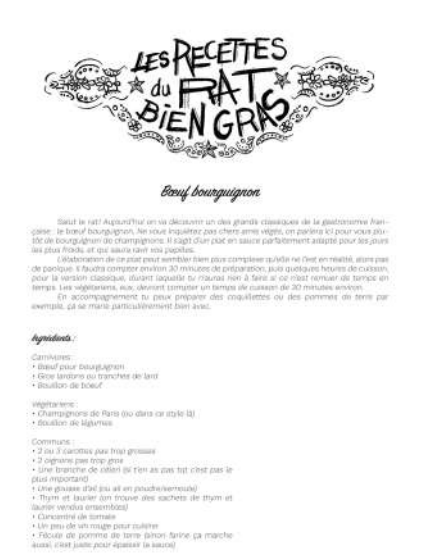 LES RECETTES
du RAT
BIEN GRAS
Bœuf bourguignon
Salut le rat! Aujourd'hui on va découvrir un des grands classiques de la gastronomie fran-
çaise : le bœuf bourguignon. Ne vous inquiétez pas chers amis végés, on parlera ici pour vous plu-
tôt de bourguignon de champignons. Il s'agit d'un plat en sauce parfaitement adapté pour les jours
les plus froids, et qui saura ravir vos papilles.
L'élaboration de ce plat peut sembler bien plus complexe qu'elle ne l'est en réalité, alors pas
de panique. Il faudra compter environ 30 minutes de préparation, puis quelques heures de cuisson,
pour la version classique, durant laquelle tu n'auras rien à faire si ce n'est remuer de temps en
temps. Les végétariens, eux, devront compter un temps de cuisson de 30 minutes environ.
En accompagnement tu peux préparer des coquillettes ou des pommes de terre par
exemple, ça se marie particulièrement bien avec.
Ingrédients :
Carnivores :
• Bœuf pour bourguignon
• Gros lardons ou tranches de lard
• Bouillon de boeuf
Végétariens :
• Champignons de Paris (ou dans ce style là)
• Bouillon de légumes
Communs :
• 2 ou 3 carottes pas trop grosses
• 2 oignons pas trop gros
• Une branche de céleri (si t'en as pas tqt c'est pas le
plus important)
• Une gousse d'ail (ou ail en poudre/semoule)
• Thym et laurier (on trouve des sachets de thym et
laurier vendus ensembles)
• Concentré de tomate
• Un peu de vin rouge pour cuisiner
• Fécule de pomme de terre (sinon farine ça marche
aussi, c'est juste pour épaissir la sauce)